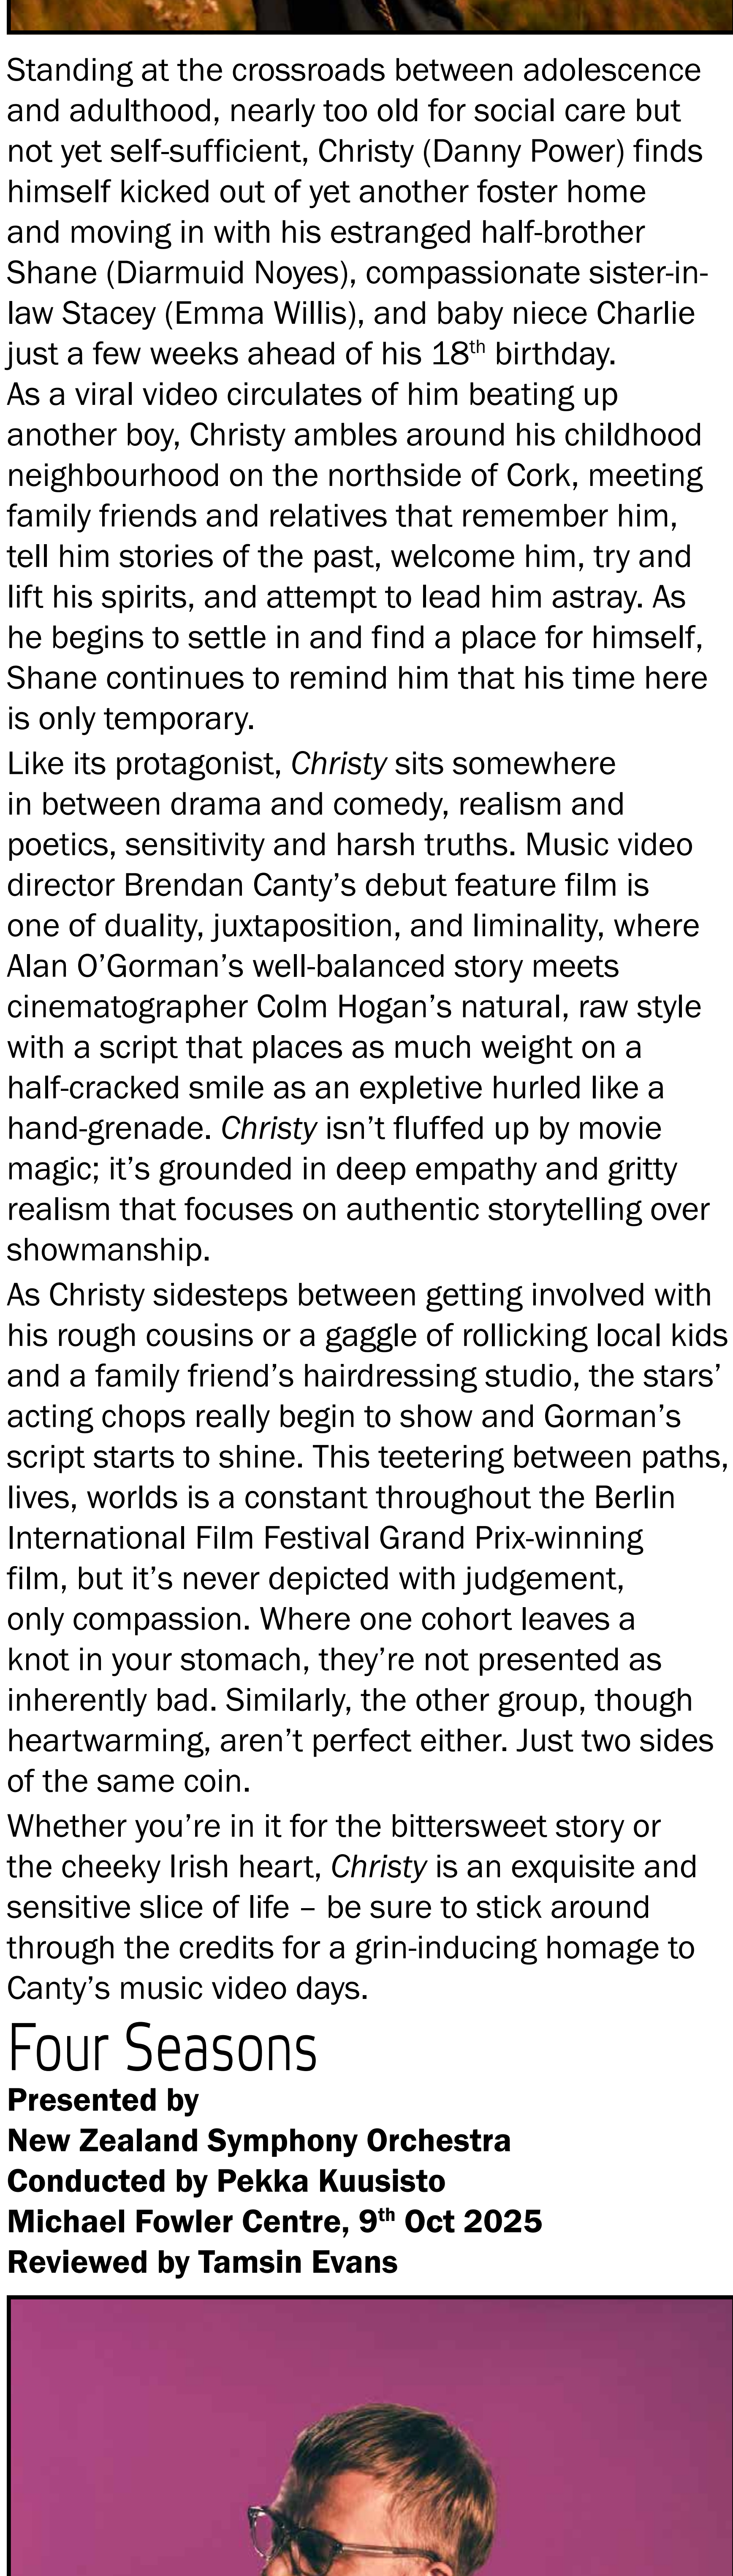 Standing at the crossroads between adolescence
and adulthood, nearly too old for social care but
not yet self-sufficient, Christy (Danny Power) finds
himself kicked out of yet another foster home
and moving in with his estranged half-brother
Shane (Diarmuid Noyes), compassionate sister-in-
law Stacey (Emma Willis), and baby niece Charlie
just a few weeks ahead of his 18th birthday.
As a viral video circulates of him beating up
another boy, Christy ambles around his childhood
neighbourhood on the northside of Cork, meeting
family friends and relatives that remember him,
tell him stories of the past, welcome him, try and
lift his spirits, and attempt to lead him astray. As
he begins to settle in and find a place for himself,
Shane continues to remind him that his time here
is only temporary.
Like its protagonist, Christy sits somewhere
in between drama and comedy, realism and
poetics, sensitivity and harsh truths. Music video
director Brendan Canty’s debut feature film is
one of duality, juxtaposition, and liminality, where
Alan O’Gorman’s well-balanced story meets
cinematographer Colm Hogan’s natural, raw style
with a script that places as much weight on a
half-cracked smile as an expletive hurled like a
hand-grenade. Christy isn’t fluffed up by movie
magic; it’s grounded in deep empathy and gritty
realism that focuses on authentic storytelling over
showmanship.
As Christy sidesteps between getting involved with
his rough cousins or a gaggle of rollicking local kids
and a family friend’s hairdressing studio, the stars’
acting chops really begin to show and Gorman’s
script starts to shine. This teetering between paths,
lives, worlds is a constant throughout the Berlin
International Film Festival Grand Prix-winning
film, but it’s never depicted with judgement,
only compassion. Where one cohort leaves a
knot in your stomach, they’re not presented as
inherently bad. Similarly, the other group, though
heartwarming, aren’t perfect either. Just two sides
of the same coin.
Whether you’re in it for the bittersweet story or
the cheeky Irish heart, Christy is an exquisite and
sensitive slice of life – be sure to stick around
through the credits for a grin-inducing homage to
Canty’s music video days.
Four Seasons
Presented by
New Zealand Symphony Orchestra
Conducted by Pekka Kuusisto
Michael Fowler Centre, 9th Oct 2025
Reviewed by Tamsin Evans